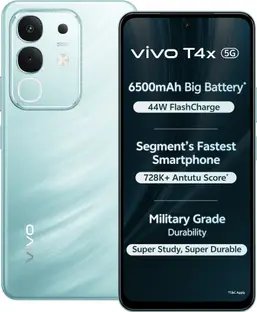 vivo T4x 5G
6500mAh Big Battery*
44W FlashCharge
Segment's Fastest
Smartphone
728K+ Antutu Score*
Military Grade
Durability
Super Study, Super Durable
*T&C Apply
vivo